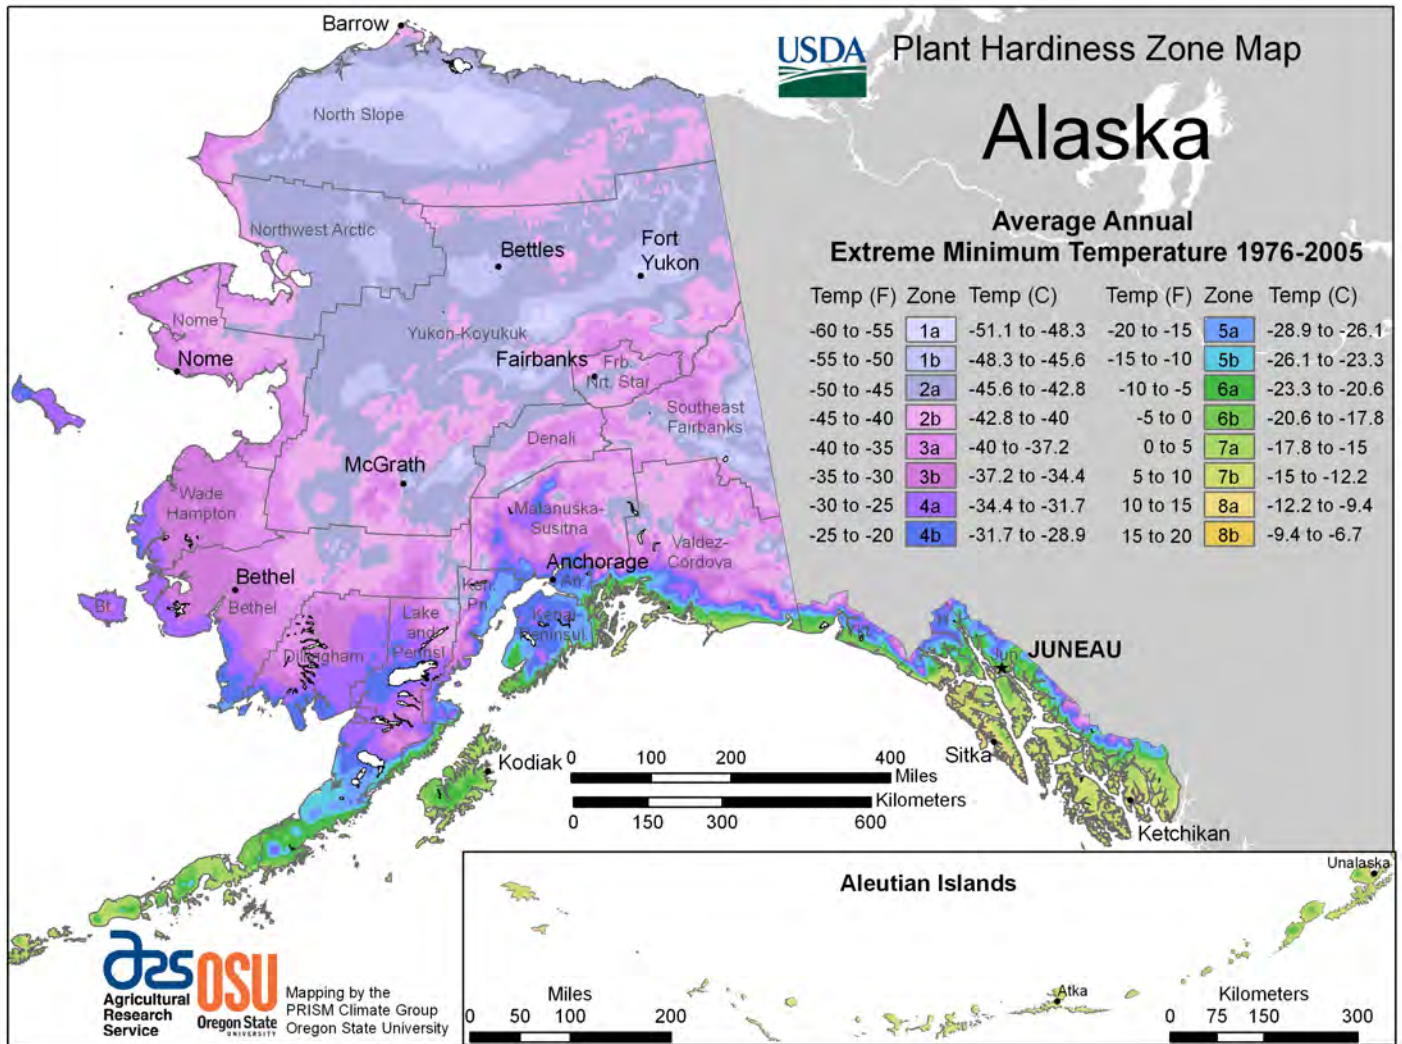 Barrow
USDA
Plant Hardiness Zone Map
Alaska
Average Annual
Extreme Minimum Temperature 1976-2005
Temp (F) Zone Temp (C) Temp (F) Zone Temp (C)
-60 to -55 1a -51.1 to -48.3 -20 to -15 5a -28.9 to -26.1
-55 to -50 1b -48.3 to -45.6 -15 to -10 5b -26.1 to -23.3
-50 to -45 2a -45.6 to -42.8 -10 to -5 6a -23.3 to -20.6
-45 to -40 2b -42.8 to -40 -5 to 0 6b -20.6 to -17.8
-40 to -35 3a -40 to -37.2 0 to 5 7a -17.8 to -15
-35 to -30 3b -37.2 to -34.4 5 to 10 7b -15 to -12.2
-30 to -25 4a -34.4 to -31.7 10 to 15 8a -12.2 to -9.4
-25 to -20 4b -31.7 to -28.9 15 to 20 8b -9.4 to -6.7
North Slope
Northwest Arctic
Bettles
Fort
Yukon
Nome
Nome
Yukon-Koyukuk
Fairbanks
Frb.
Nrt. Star
Southeast
Fairbanks
Denali
McGrath
Wade
Hampton
Matanuska-
Susitna
Valdez-
Cordova
Anchorage
An.
Bethel
Bethel
Bt.
Ken.
Pn.
Lake
and
Pennsl.
Kenai
Peninsul.
Dillingham
Jun.
JUNEAU
Sitka
Kodiak
Ketchikan
0 100 200 400
Miles
Kilometers
0 150 300 600
Aleutian Islands
Unalaska
Atka
Miles
0 50 100 200
Kilometers
0 75 150 300
ars
Agricultural
Research
Service
OSU
Oregon State
UNIVERSITY
Mapping by the
PRISM Climate Group
Oregon State University